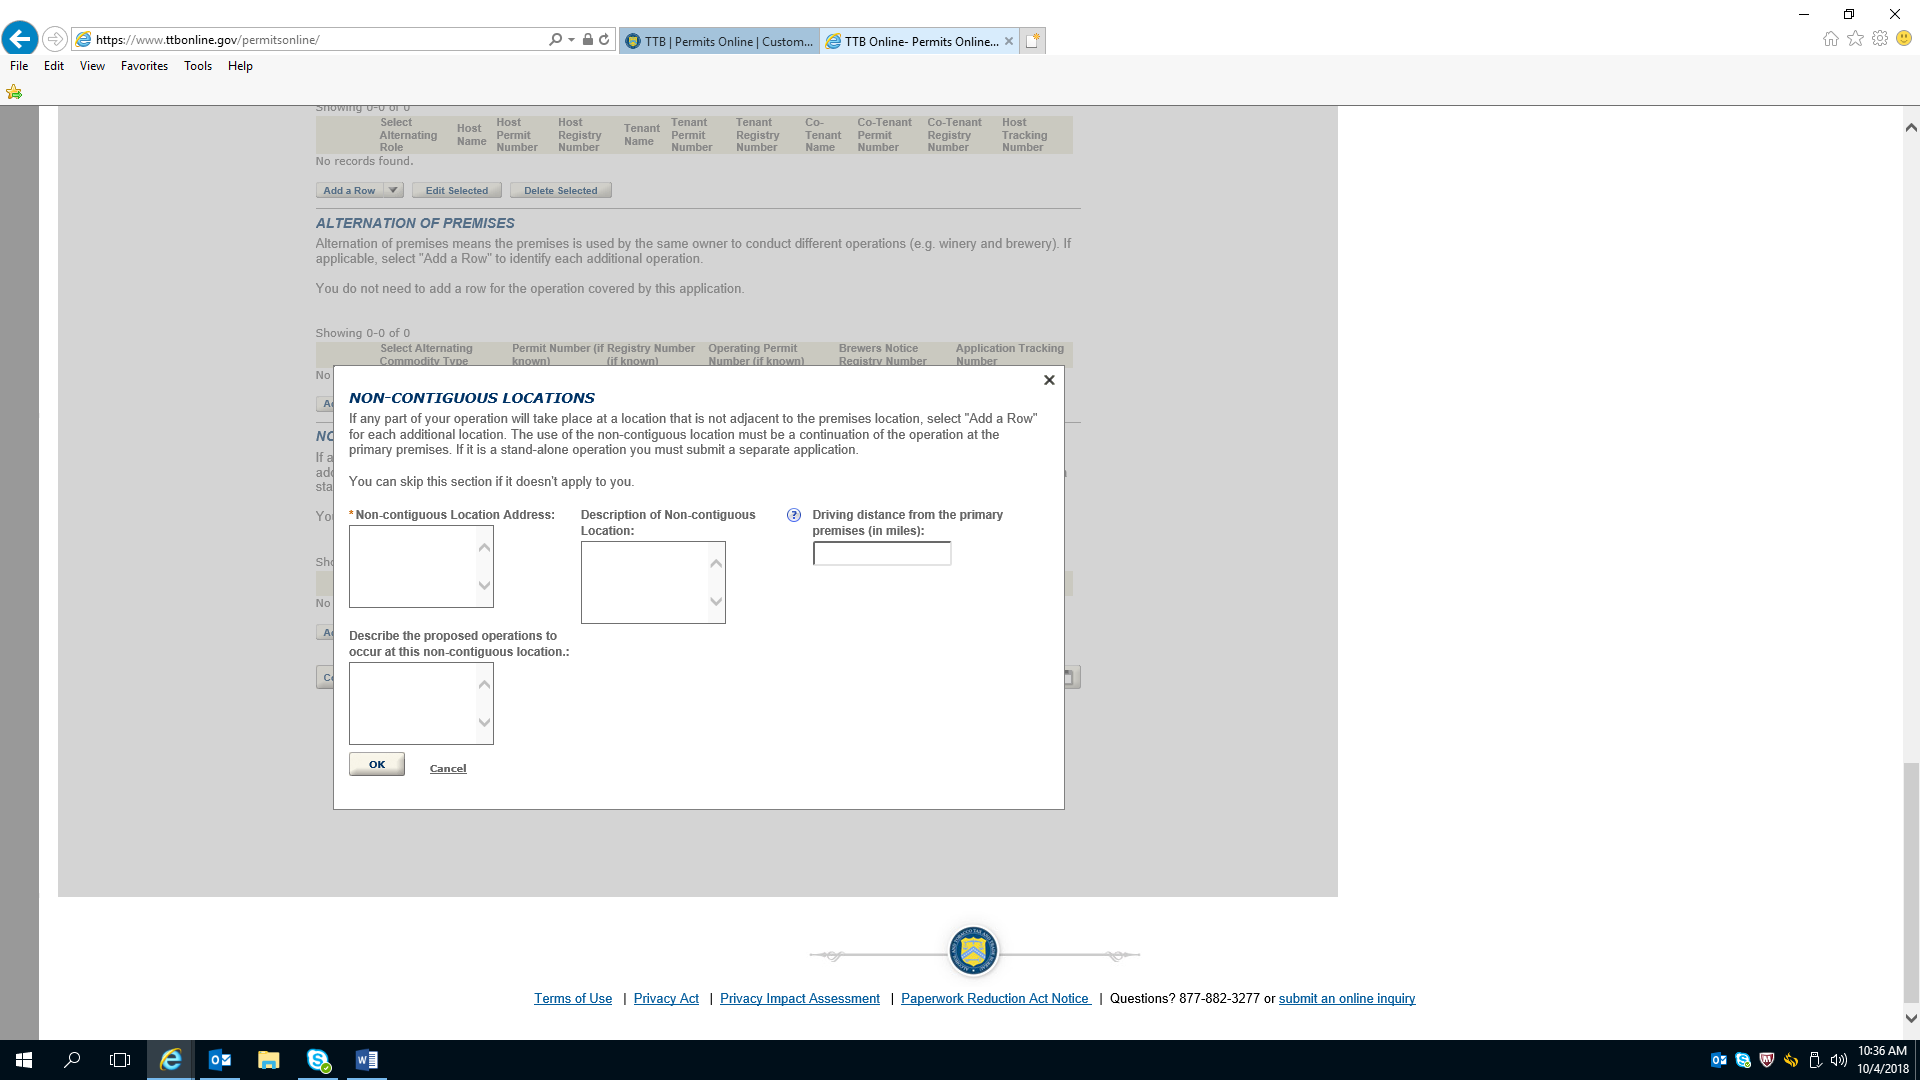 https://www.ttbonline.gov/permitsonline/
TTB | Permits Online | Custom...
TTB Online- Permits Online...
File Edit View Favorites Tools Help
Showing 0-0 of 0
Select Alternating Role
Host Name
Host Permit Number
Host Registry Number
Tenant Name
Tenant Permit Number
Tenant Registry Number
Co-Tenant Name
Co-Tenant Permit Number
Co-Tenant Registry Number
Host Tracking Number
No records found.
Add a Row
Edit Selected
Delete Selected
ALTERNATION OF PREMISES
Alternation of premises means the premises is used by the same owner to conduct different operations (e.g. winery and brewery). If
applicable, select "Add a Row" to identify each additional operation.
You do not need to add a row for the operation covered by this application.
Showing 0-0 of 0
Select Alternating Commodity Type
Permit Number (if known)
Registry Number (if known)
Operating Permit Number (if known)
Brewers Notice Registry Number
Application Tracking Number
No
NON-CONTIGUOUS LOCATIONS
If any part of your operation will take place at a location that is not adjacent to the premises location, select "Add a Row"
for each additional location. The use of the non-contiguous location must be a continuation of the operation at the
primary premises. If it is a stand-alone operation you must submit a separate application.
You can skip this section if it doesn't apply to you.
*Non-contiguous Location Address:
Description of Non-contiguous
Location:
? Driving distance from the primary
premises (in miles):
Describe the proposed operations to
occur at this non-contiguous location.:
OK
Cancel
No
Terms of Use | Privacy Act | Privacy Impact Assessment | Paperwork Reduction Act Notice | Questions? 877-882-3277 or submit an online inquiry
10:36 AM
10/4/2018